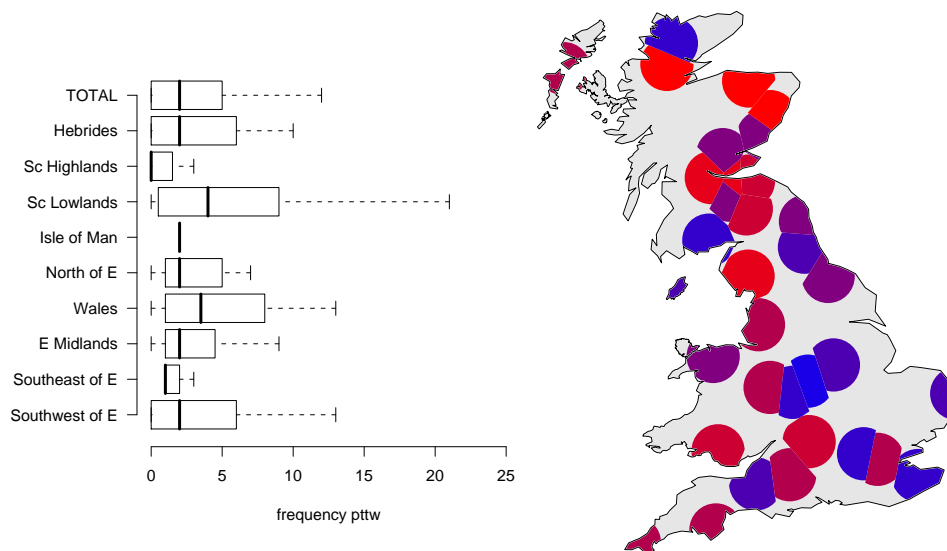 TOTAL
Hebrides
Sc Highlands
Sc Lowlands
Isle of Man
North of E
Wales
E Midlands
Southeast of E
Southwest of E
0 5 10 15 20 25
frequency pttw